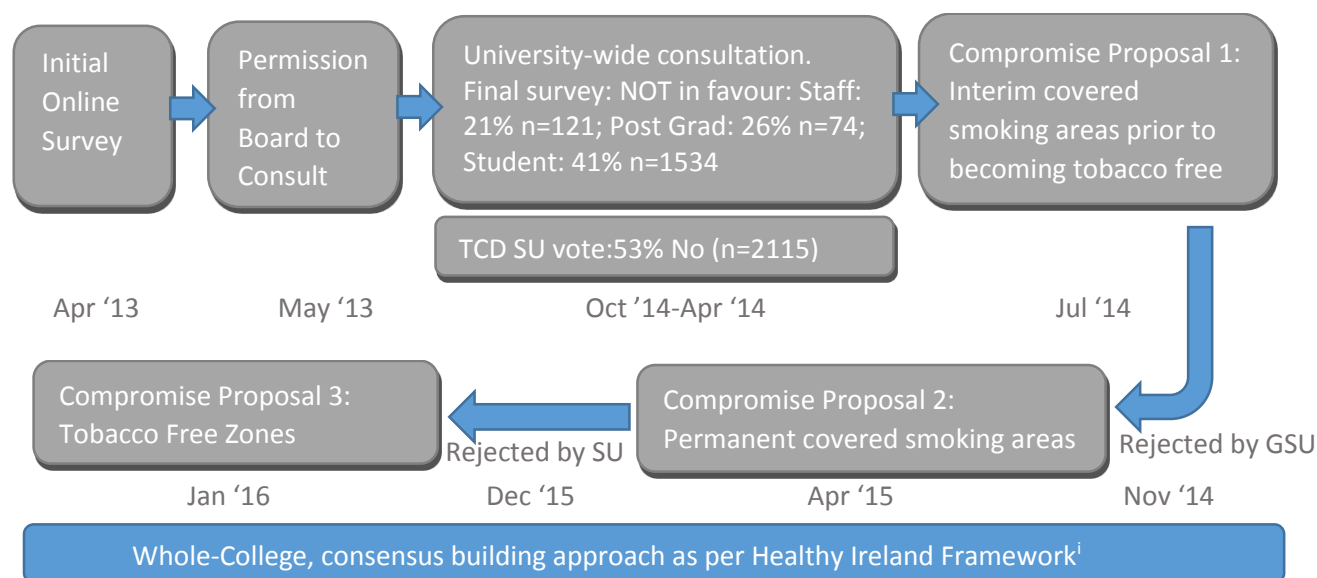 Initial
Online
Survey
Permission
from
Board to
Consult
University-wide consultation.
Final survey: NOT in favour: Staff:
21% n=121; Post Grad: 26% n=74;
Student: 41% n=1534
Compromise Proposal 1:
Interim covered
smoking areas prior to
becoming tobacco free
TCD SU vote:53% No (n=2115)
Apr ‘13
May ‘13
Oct ’14-Apr ‘14
Jul ‘14
Compromise Proposal 3:
Tobacco Free Zones
Rejected by SU
Compromise Proposal 2:
Permanent covered smoking areas
Rejected by GSU
Jan ‘16
Dec ‘15
Apr ‘15
Nov ‘14
Whole-College, consensus building approach as per Healthy Ireland Frameworkⁱ